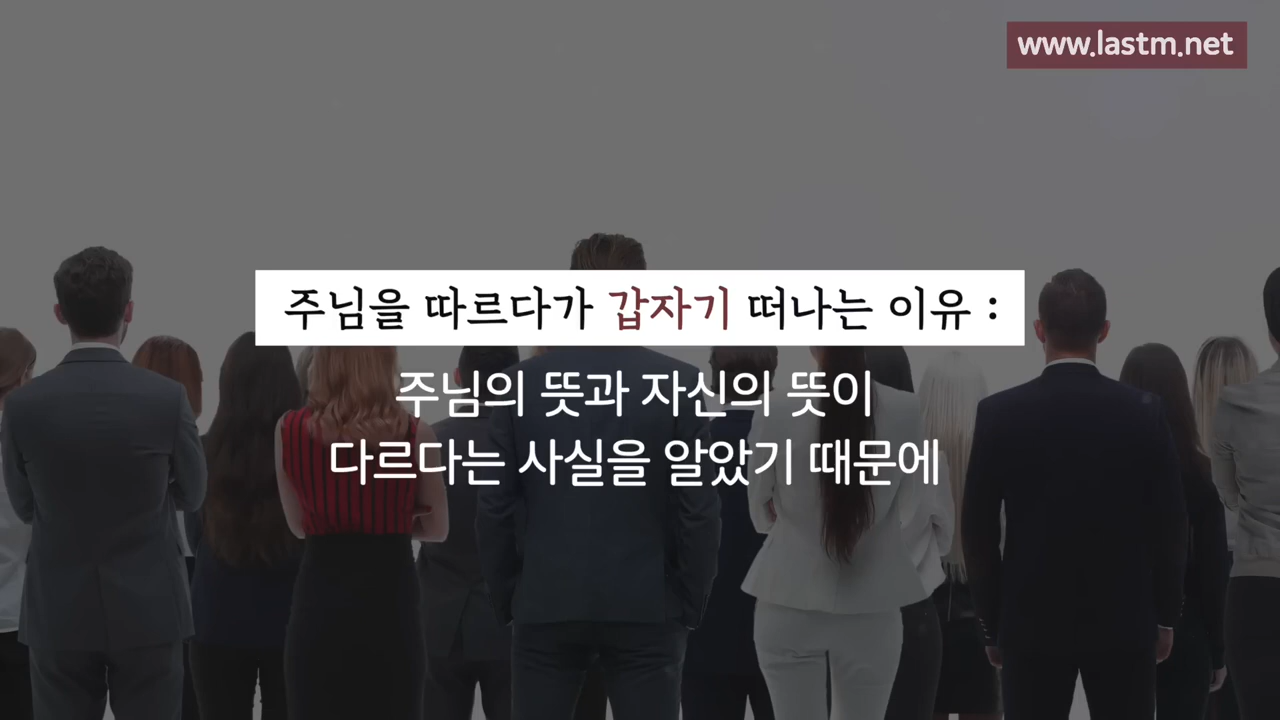 www.lastm.net
주님을 따르다가 갑자기 떠나는 이유 :
주님의 뜻과 자신의 뜻이
다르다는 사실을 알았기 때문에